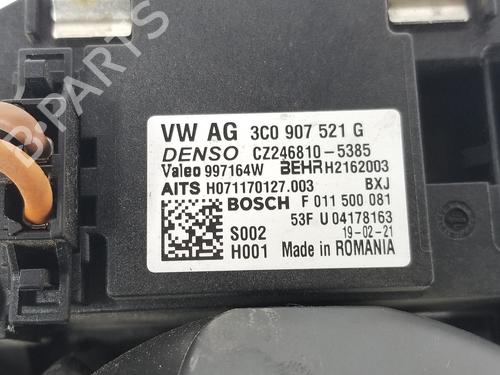 B-PARTS
VW AG 3C0 907 521 G
DENSO CZ246810-5385
Valeo 997164W BEHR H2162003
AITS H071170127.003 BXJ
BOSCH F 011 500 081
53F U 04178163
S002 19-02-21
H001 Made in ROMANIA